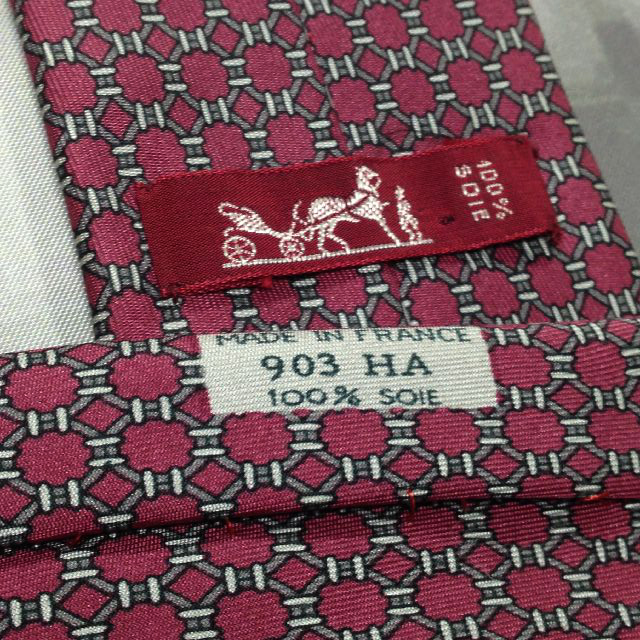 100%
SOIE
MADE IN FRANCE
903 HA
100% SOIE